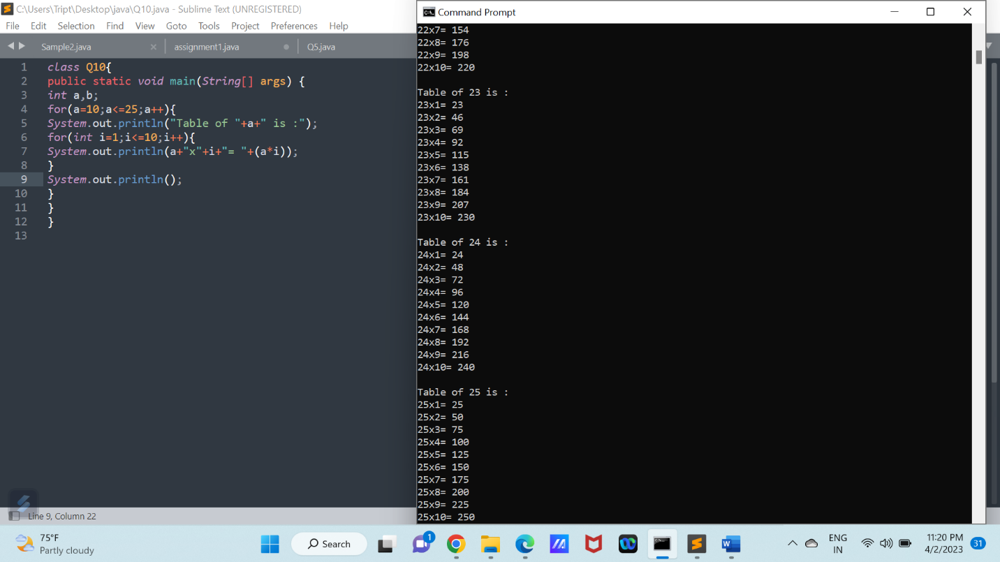 C:\Users\Tript\Desktop\java\Q10.java - Sublime Text (UNREGISTERED)
File Edit Selection Find View Goto Tools Project Preferences Help
Sample2.java × assignment1.java Q5.java
1 class Q10{
2 public static void main(String[] args) {
3 int a,b;
4 for(a=10;a<=25;a++){
5 System.out.println("Table of "+a+" is :");
6 for(int i=1;i<=10;i++){
7 System.out.println(a+"x"+i+"= "+(a*i));
8 }
9 System.out.println();
10 }
11 }
12 }
13
Line 9, Column 22
Command Prompt
22x7= 154
22x8= 176
22x9= 198
22x10= 220
Table of 23 is :
23x1= 23
23x2= 46
23x3= 69
23x4= 92
23x5= 115
23x6= 138
23x7= 161
23x8= 184
23x9= 207
23x10= 230
Table of 24 is :
24x1= 24
24x2= 48
24x3= 72
24x4= 96
24x5= 120
24x6= 144
24x7= 168
24x8= 192
24x9= 216
24x10= 240
Table of 25 is :
25x1= 25
25x2= 50
25x3= 75
25x4= 100
25x5= 125
25x6= 150
25x7= 175
25x8= 200
25x9= 225
25x10= 250
75°F
Partly cloudy
Search
1
ENG
IN
11:20 PM
4/2/2023
31